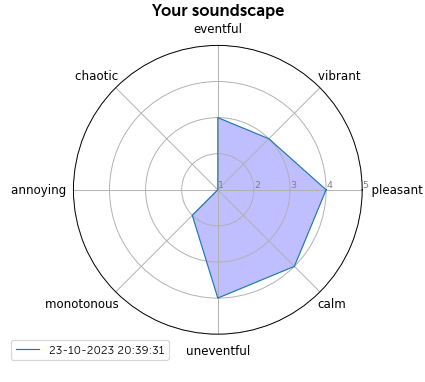 Your soundscape
eventful
chaotic
vibrant
annoying
1
2
3
4
5
pleasant
monotonous
calm
uneventful
23-10-2023 20:39:31